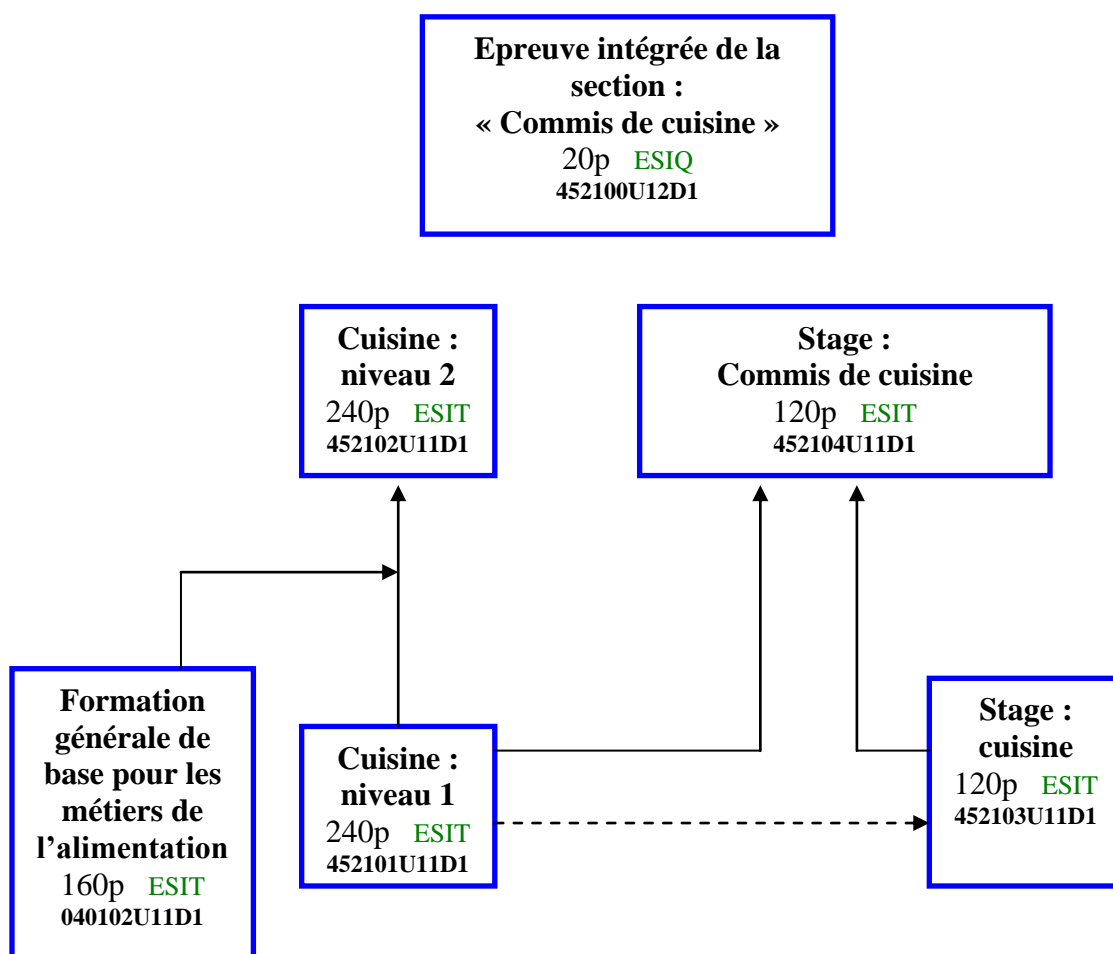 Epreuve intégrée de la
section :
« Commis de cuisine »
20p ESIQ
452100U12D1
Cuisine :
niveau 2
240p ESIT
452102U11D1
Stage :
Commis de cuisine
120p ESIT
452104U11D1
Formation
générale de
base pour les
métiers de
l’alimentation
160p ESIT
040102U11D1
Cuisine :
niveau 1
240p ESIT
452101U11D1
Stage :
cuisine
120p ESIT
452103U11D1